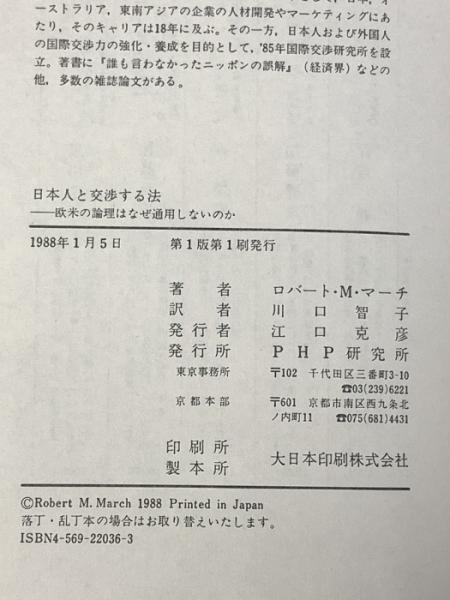 ーストラリア，東南アジアの企業の人材開発やマーケティングにあ
たり，そのキャリアは18年に及ぶ。その一方，日本人および外国人
の国際交渉力の強化・養成を目的として，'85年国際交渉研究所を設
立。著書に『誰も言わなかったニッポンの誤解』（経済界）などの
他，多数の雑誌論文がある。
日本人と交渉する法
──欧米の論理はなぜ通用しないのか
1988年1月5日 第1版第1刷発行
著者 ロバート・M・マーチ
訳者 川口智子
発行者 江口克彦
発行所 PHP研究所
東京事務所 〒102 千代田区三番町3-10
☎03(239)6221
京都本部 〒601 京都市南区西九条北
ノ内町11 ☎075(681)4431
印刷所
製本所 大日本印刷株式会社
©Robert M. March 1988 Printed in Japan
落丁・乱丁本の場合はお取り替えいたします。
ISBN4-569-22036-3